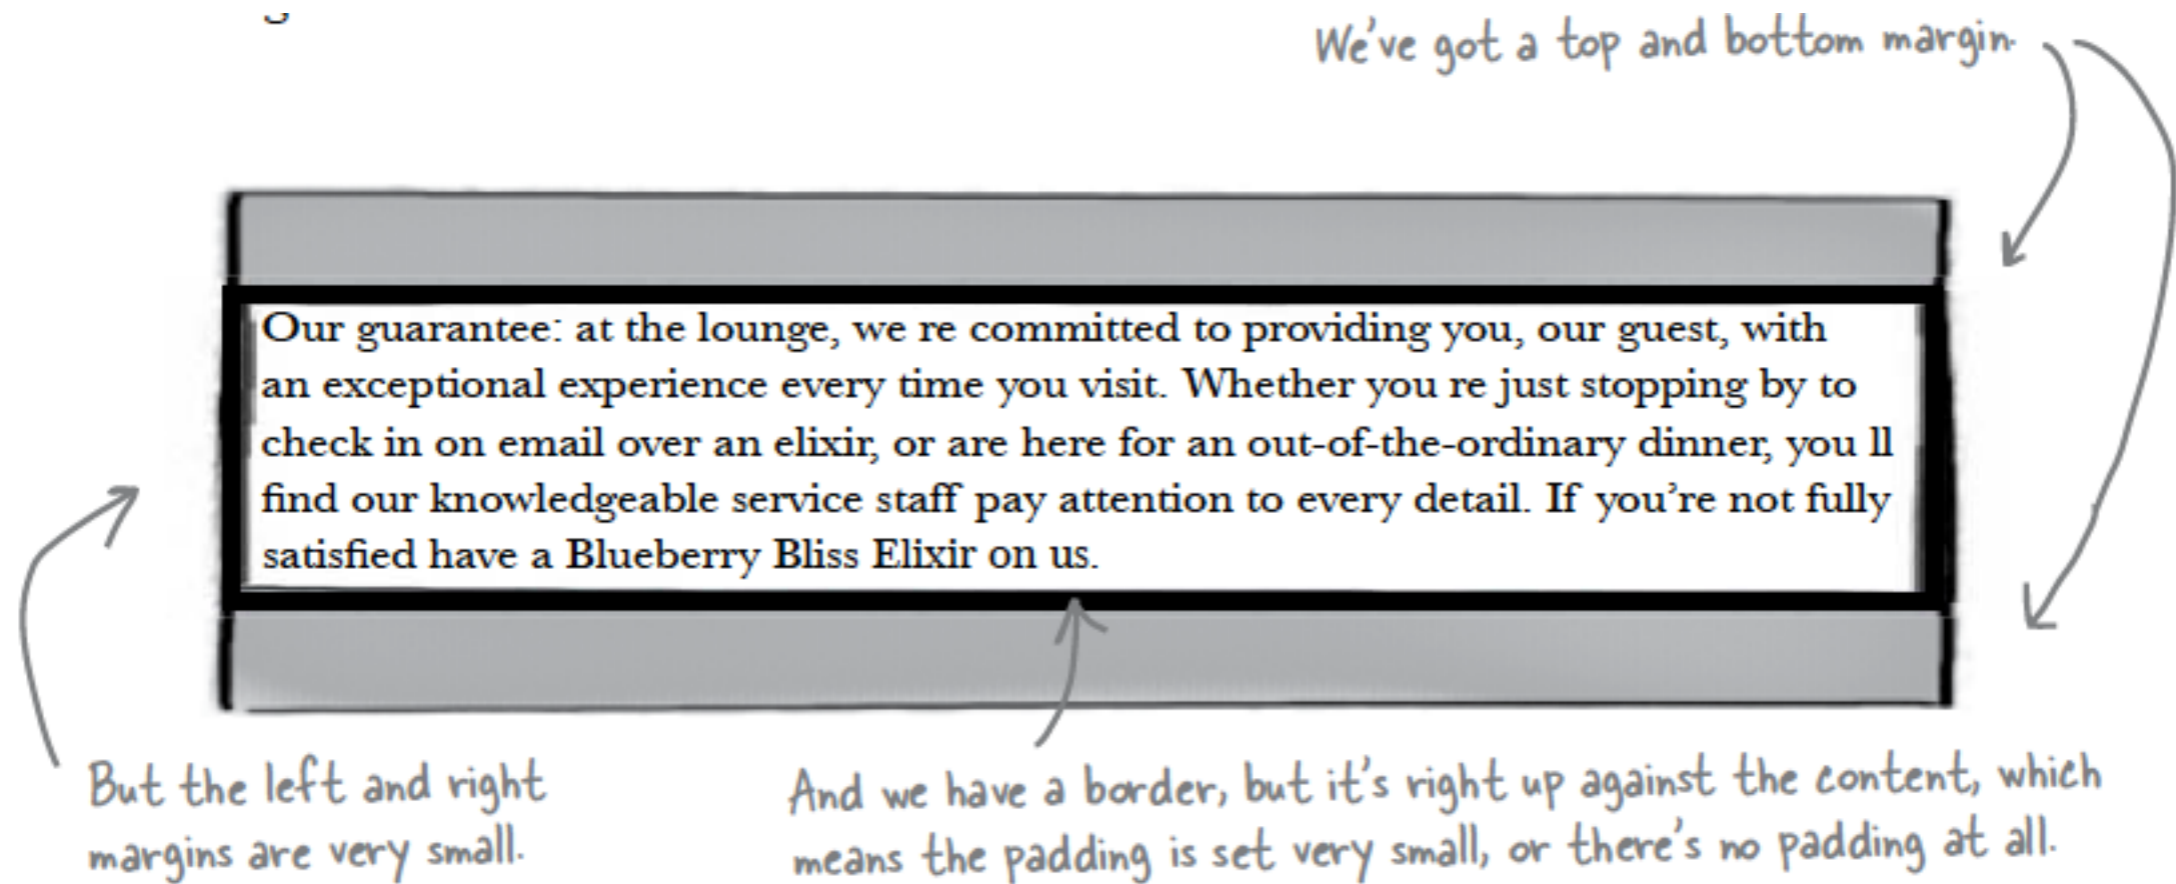 We've got a top and bottom margin.
Our guarantee: at the lounge, we re committed to providing you, our guest, with
an exceptional experience every time you visit. Whether you re just stopping by to
check in on email over an elixir, or are here for an out-of-the-ordinary dinner, you ll
find our knowledgeable service staff pay attention to every detail. If you’re not fully
satisfied have a Blueberry Bliss Elixir on us.
But the left and right
margins are very small.
And we have a border, but it's right up against the content, which
means the padding is set very small, or there's no padding at all.